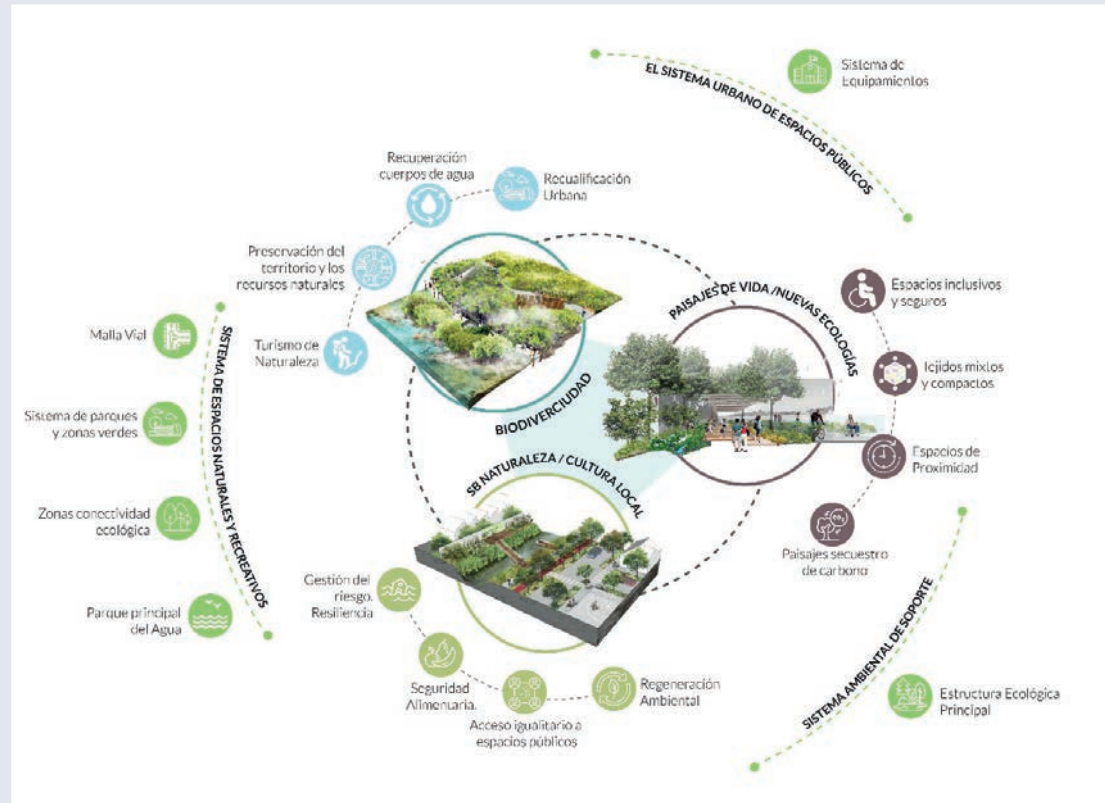 EL SISTEMA URBANO DE ESPACIOS PÚBLICOS
Sistema de
Equipamientos
Recuperación
cuerpos de agua
Recualificación
Urbana
Preservación del
territorio y los
recursos naturales
Turismo de
Naturaleza
BIODIVERCIUDAD
PAISAJES DE VIDA /NUEVAS ECOLOGÍAS
Espacios inclusivos
y seguros
Tejidos mixtos
y compactos
Espacios de
Proximidad
Paisajes secuestro
de carbono
SISTEMA DE ESPACIOS NATURALES Y RECREATIVOS
Malla Vial
Sistema de parques
y zonas verdes
Zonas conectividad
ecológica
Parque principal
del Agua
SB NATURALEZA / CULTURA LOCAL
Gestión del
riesgo.
Resiliencia
Seguridad
Alimenuaria.
Acceso igualitario a
espacios públicos
Regeneración
Ambiental
SISTEMA AMBIENTAL DE SOPORTE
Estructura Ecológica
Principal